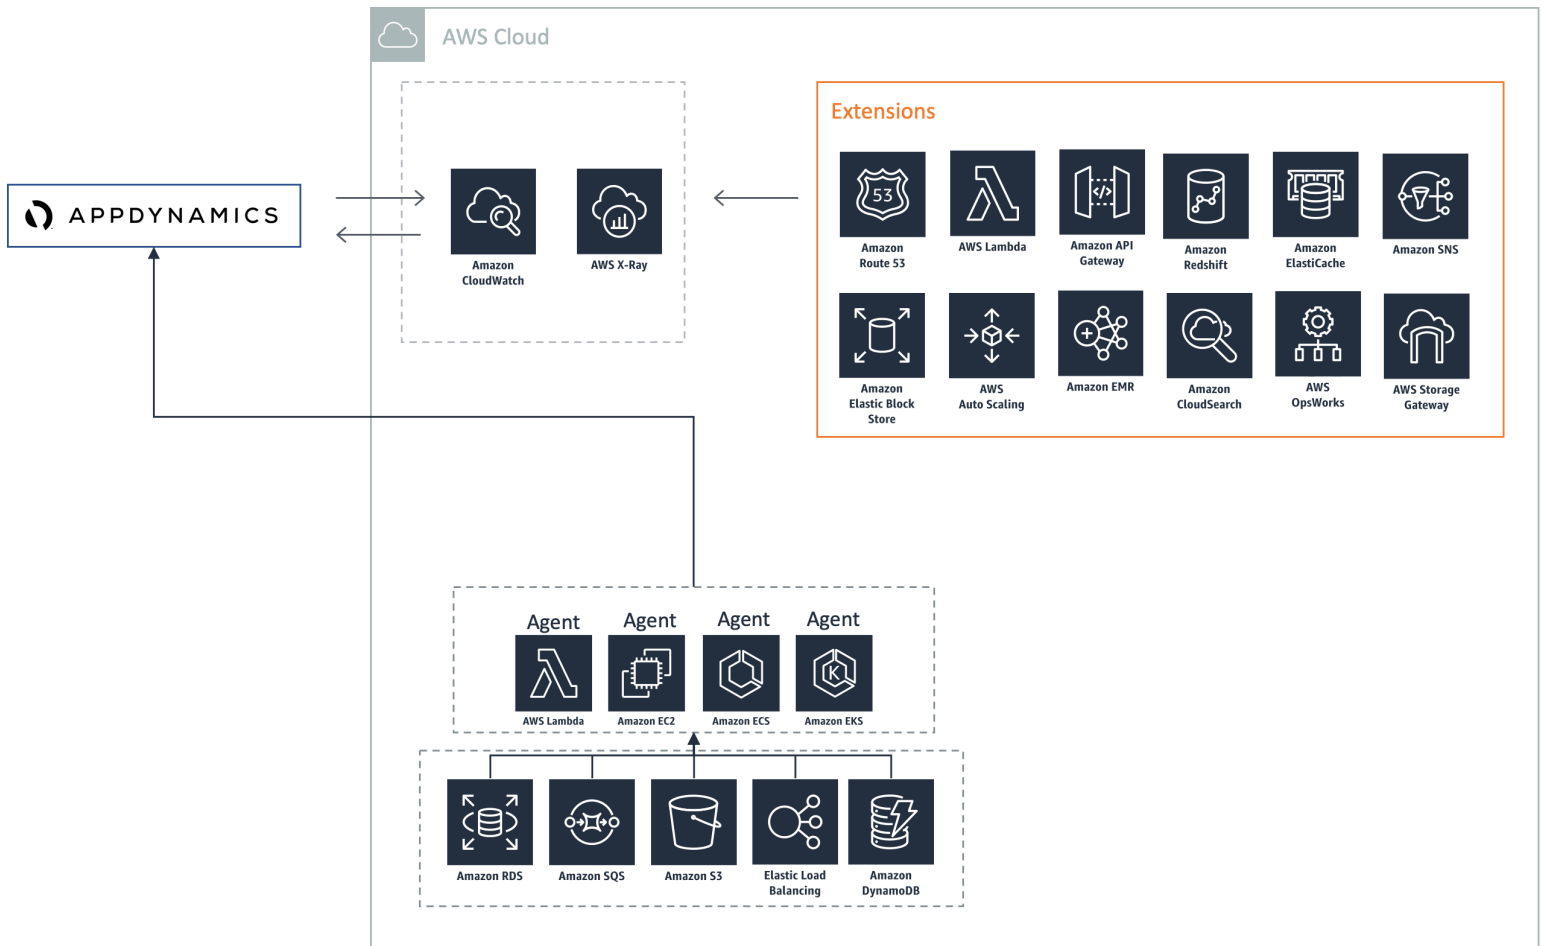 AWS Cloud
Extensions
APPDYNAMICS
Amazon
CloudWatch
AWS X-Ray
Amazon
Route 53
53
AWS Lambda
Amazon API
Gateway
</>
Amazon
Redshift
Amazon
ElastiCache
Amazon SNS
Amazon
Elastic Block
Store
AWS
Auto Scaling
Amazon EMR
Amazon
CloudSearch
AWS
OpsWorks
AWS Storage
Gateway
Agent
Agent
Agent
Agent
K
AWS Lambda
Amazon EC2
Amazon ECS
Amazon EKS
Amazon RDS
Amazon SQS
Amazon S3
Elastic Load
Balancing
Amazon
DynamoDB